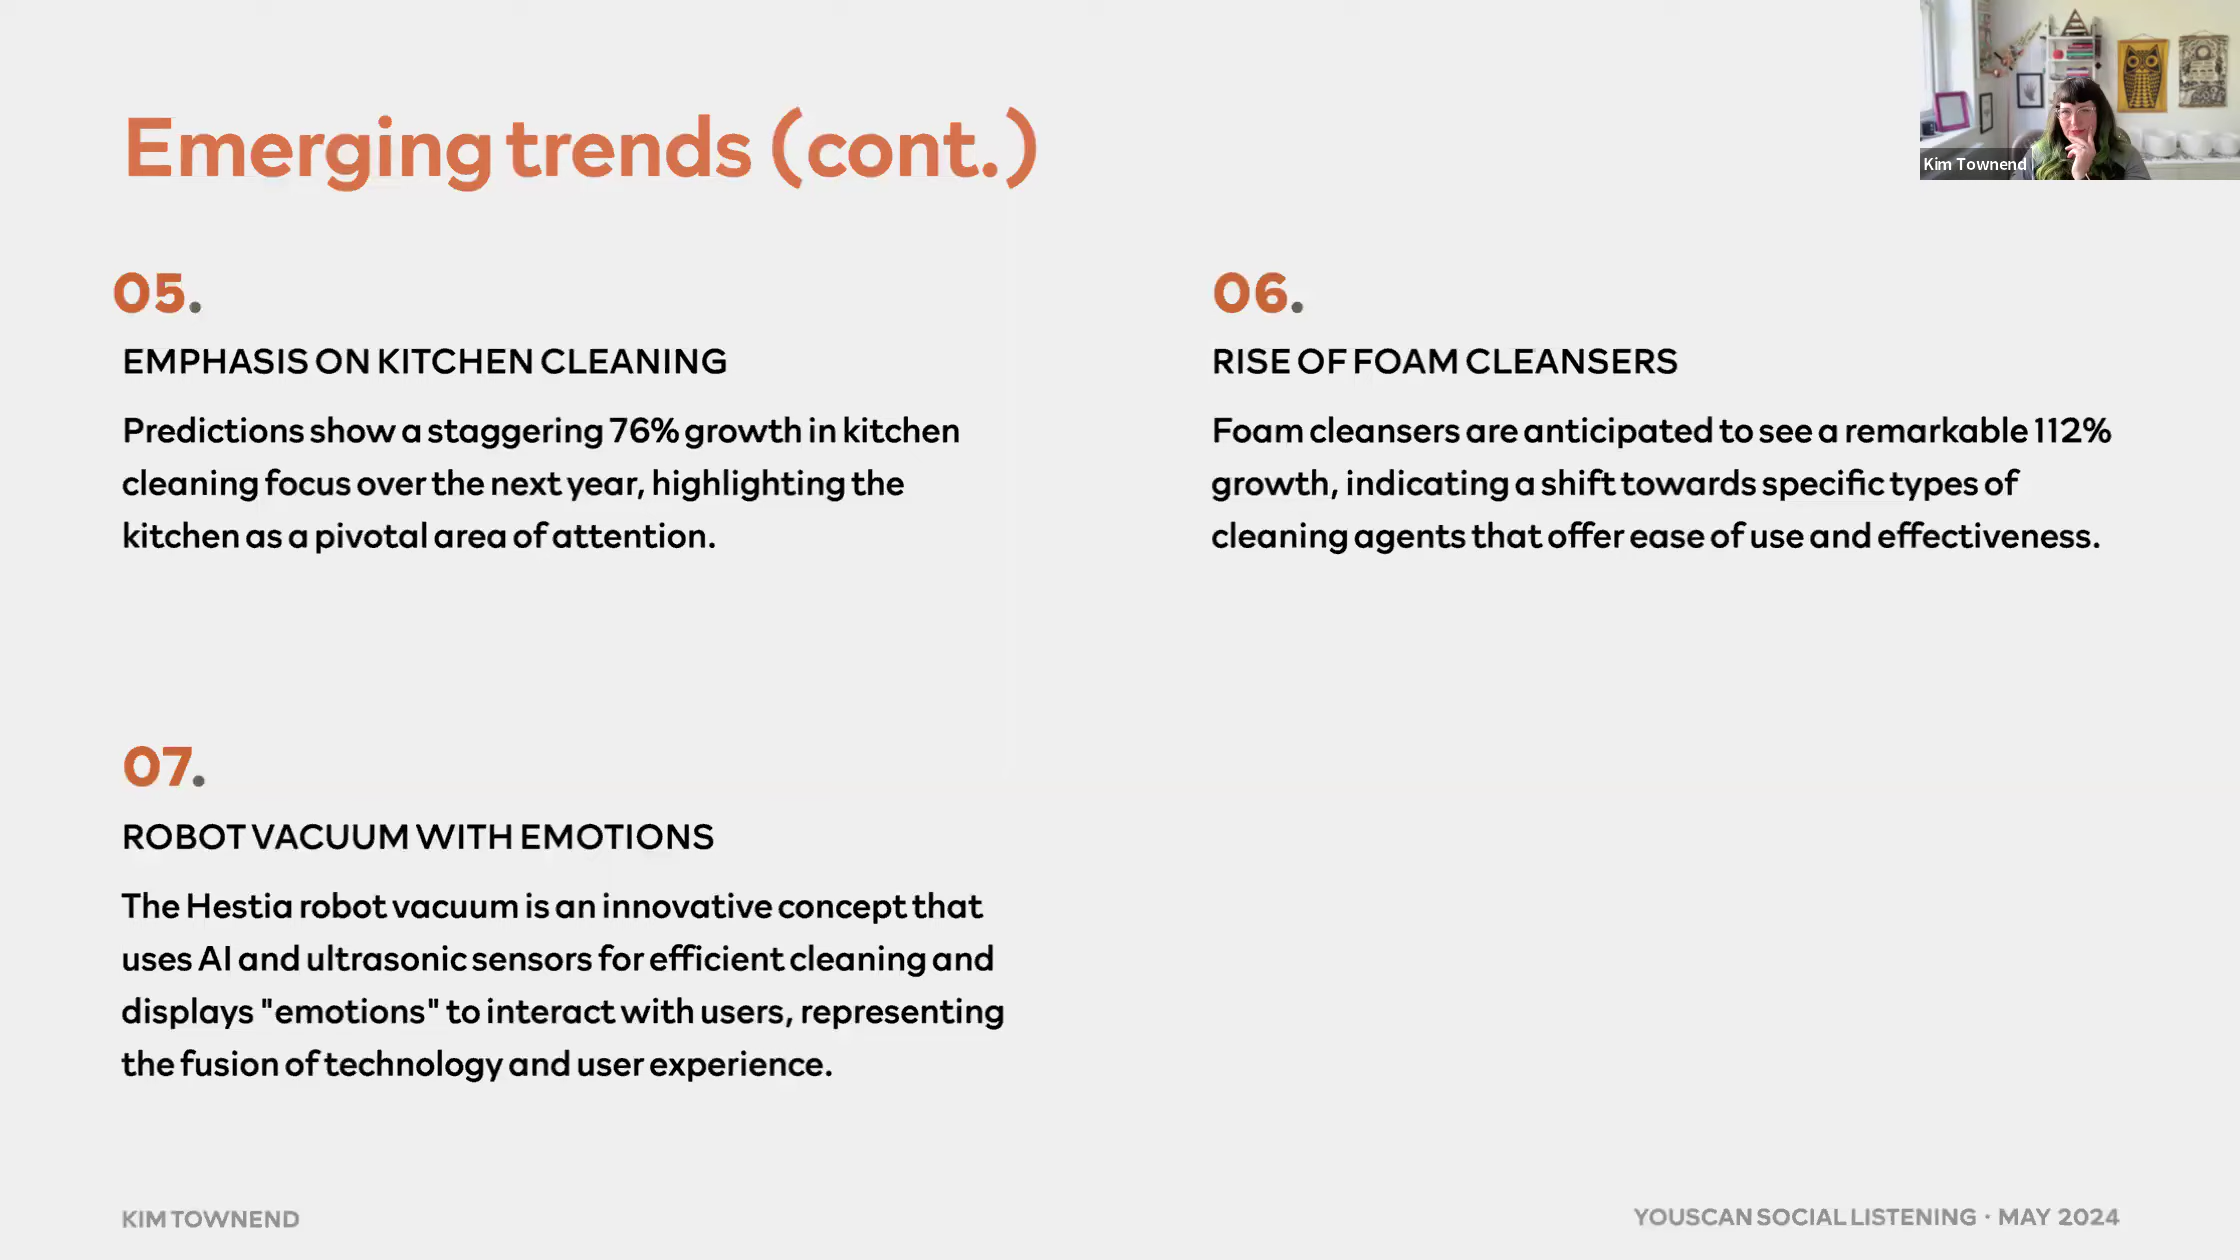 Emerging trends (cont.)
Kim Townend
05.
EMPHASIS ON KITCHEN CLEANING
Predictions show a staggering 76% growth in kitchen
cleaning focus over the next year, highlighting the
kitchen as a pivotal area of attention.
06.
RISE OF FOAM CLEANSERS
Foam cleansers are anticipated to see a remarkable 112%
growth, indicating a shift towards specific types of
cleaning agents that offer ease of use and effectiveness.
07.
ROBOT VACUUM WITH EMOTIONS
The Hestia robot vacuum is an innovative concept that
uses AI and ultrasonic sensors for efficient cleaning and
displays "emotions" to interact with users, representing
the fusion of technology and user experience.
KIM TOWNEND
YOUSCAN SOCIAL LISTENING · MAY 2024